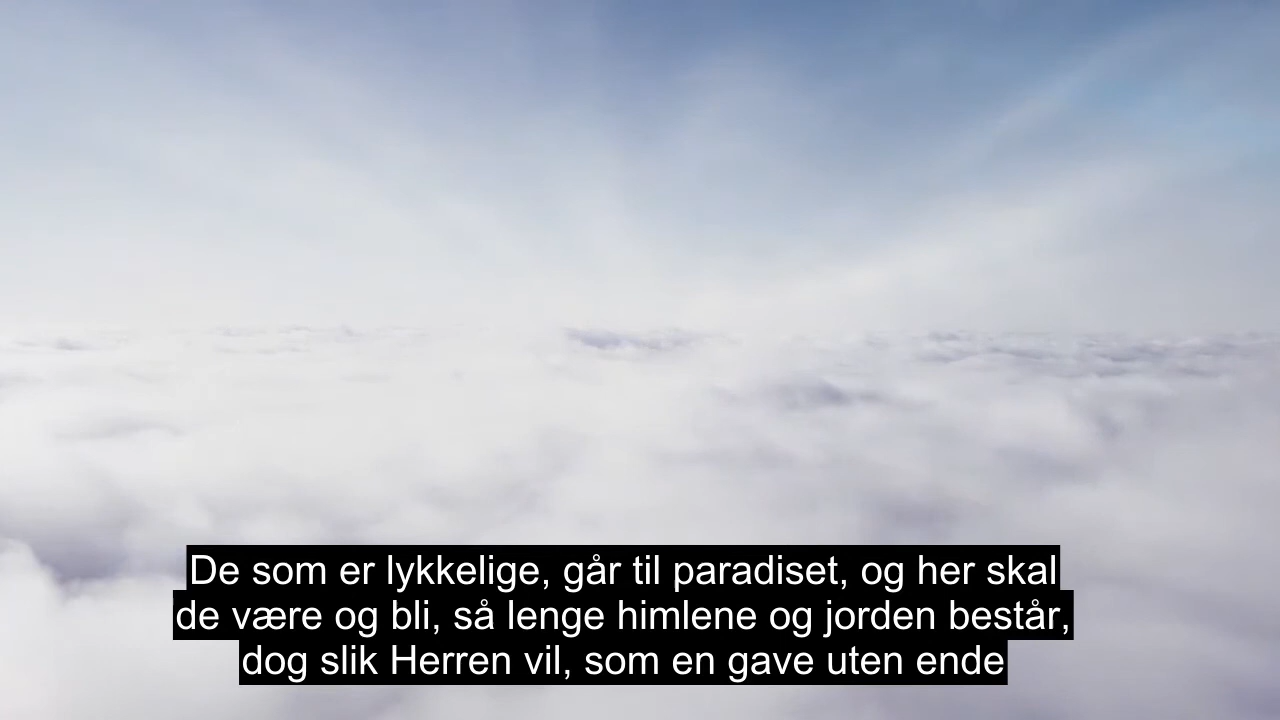 De som er lykkelige, går til paradiset, og her skal
de være og bli, så lenge himlene og jorden består,
dog slik Herren vil, som en gave uten ende